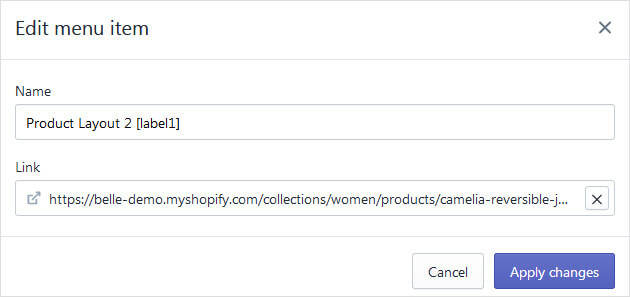 Edit menu item
Name
Product Layout 2 [label1]
Link
https://belle-demo.myshopify.com/collections/women/products/camelia-reversible-j...
Cancel Apply changes